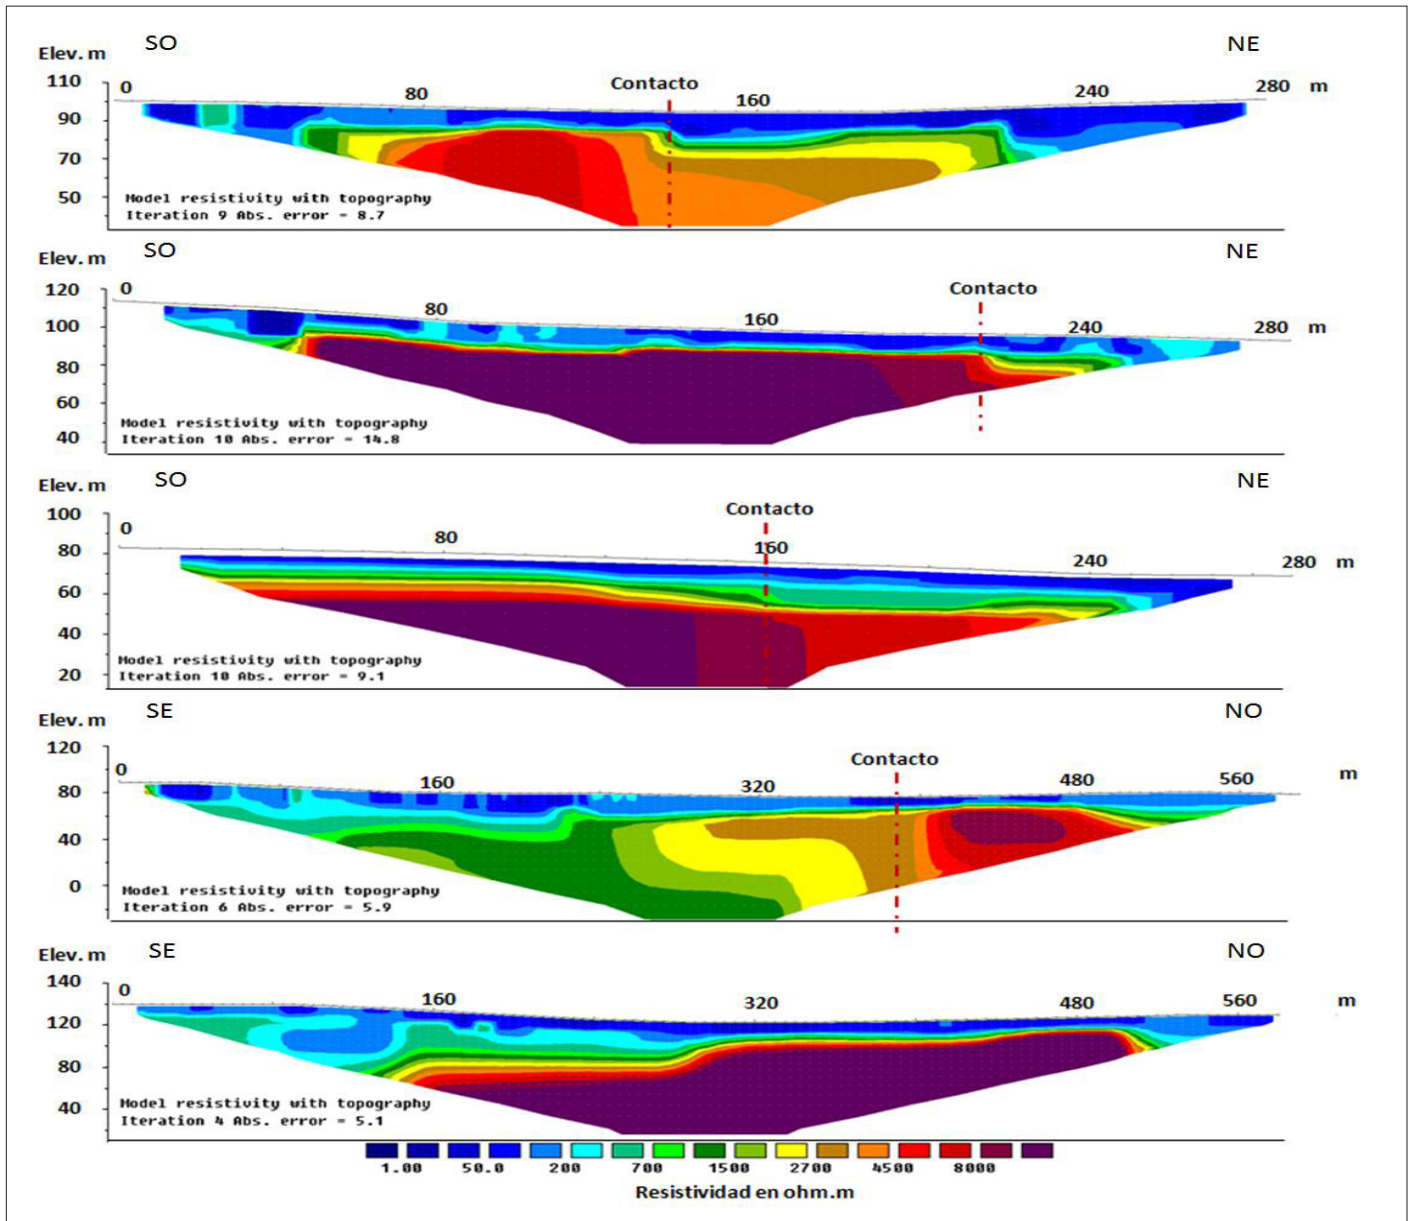 SO NE
Elev. m
110 0 80 Contacto 160 240 280 m
90
70
50
Model resistivity with topography
Iteration 9 Abs. error = 8.7
SO NE
Elev. m
120 0 80 160 Contacto 240 280 m
100
80
60
40
Model resistivity with topography
Iteration 10 Abs. error = 14.8
SO NE
Elev. m
100 0 80 Contacto 160 240 280 m
80
60
40
20
Model resistivity with topography
Iteration 10 Abs. error = 9.1
SE NO
Elev. m
120 0 160 320 Contacto 480 560 m
80
40
0
Model resistivity with topography
Iteration 6 Abs. error = 5.9
SE NO
Elev. m
140 0 160 320 480 560 m
120
80
40
Model resistivity with topography
Iteration 4 Abs. error = 5.1
1.00 50.0 200 700 1500 2700 4500 8000
Resistividad en ohm.m